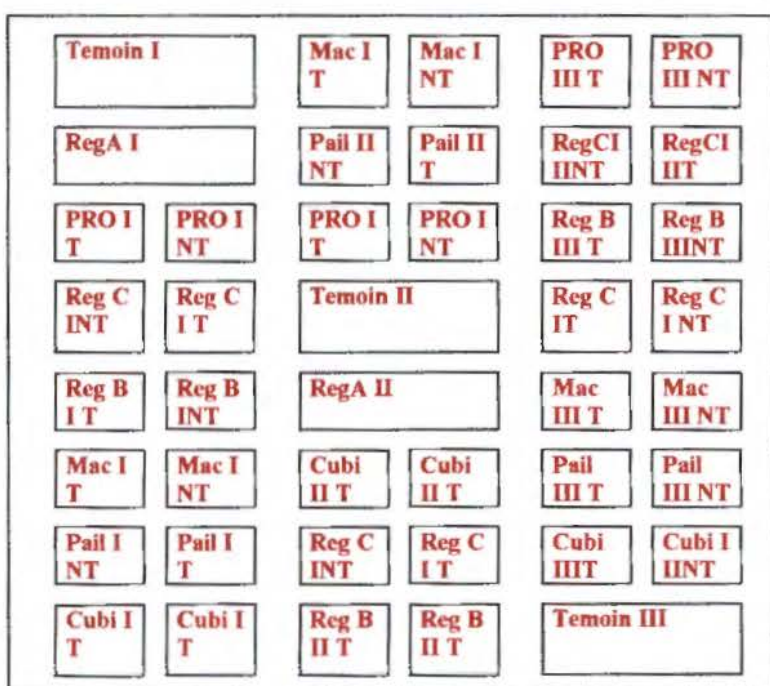 Temoin I
Mac I
T
Mac I
NT
PRO
III T
PRO
III NT
RegA I
Pail II
NT
Pail II
T
RegCI
IINT
RegCI
IIT
PRO I
T
PRO I
NT
PRO I
T
PRO I
NT
Reg B
III T
Reg B
IIINT
Reg C
INT
Reg C
I T
Temoin II
Reg C
IT
Reg C
I NT
Reg B
I T
Reg B
INT
RegA II
Mac
III T
Mac
III NT
Mac I
T
Mac I
NT
Cubi
II T
Cubi
II T
Pail
III T
Pail
III NT
Pail I
NT
Pail I
T
Reg C
INT
Reg C
I T
Cubi
IIIT
Cubi I
IINT
Cubi I
T
Cubi I
T
Reg B
II T
Reg B
II T
Temoin III